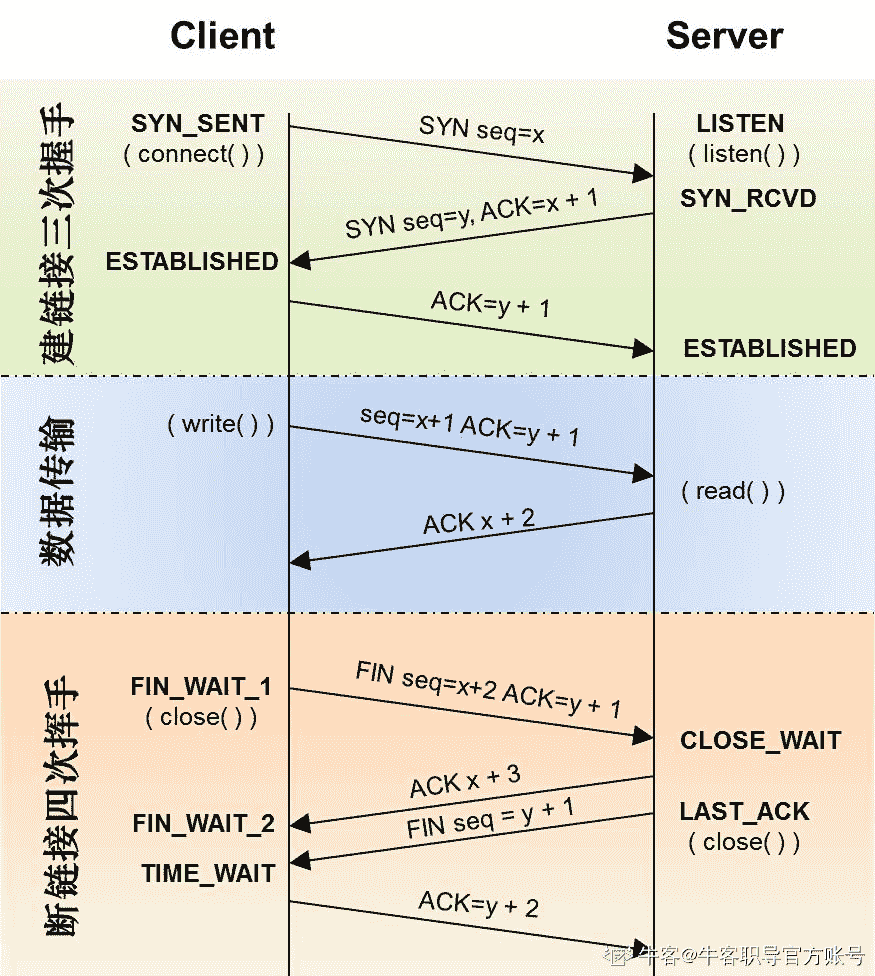 Client
Server
建链接三次握手
SYN_SENT
( connect( ) )
SYN seq=x
LISTEN
( listen( ) )
SYN_RCVD
SYN seq=y, ACK=x + 1
ESTABLISHED
ACK=y + 1
ESTABLISHED
数据传输
( write( ) )
seq=x+1 ACK=y + 1
( read( ) )
ACK x + 2
断链接四次挥手
FIN_WAIT_1
( close( ) )
FIN seq=x+2 ACK=y + 1
CLOSE_WAIT
ACK x + 3
FIN_WAIT_2
FIN seq = y + 1
LAST_ACK
( close( ) )
TIME_WAIT
ACK=y + 2
牛客@牛客职导官方账号